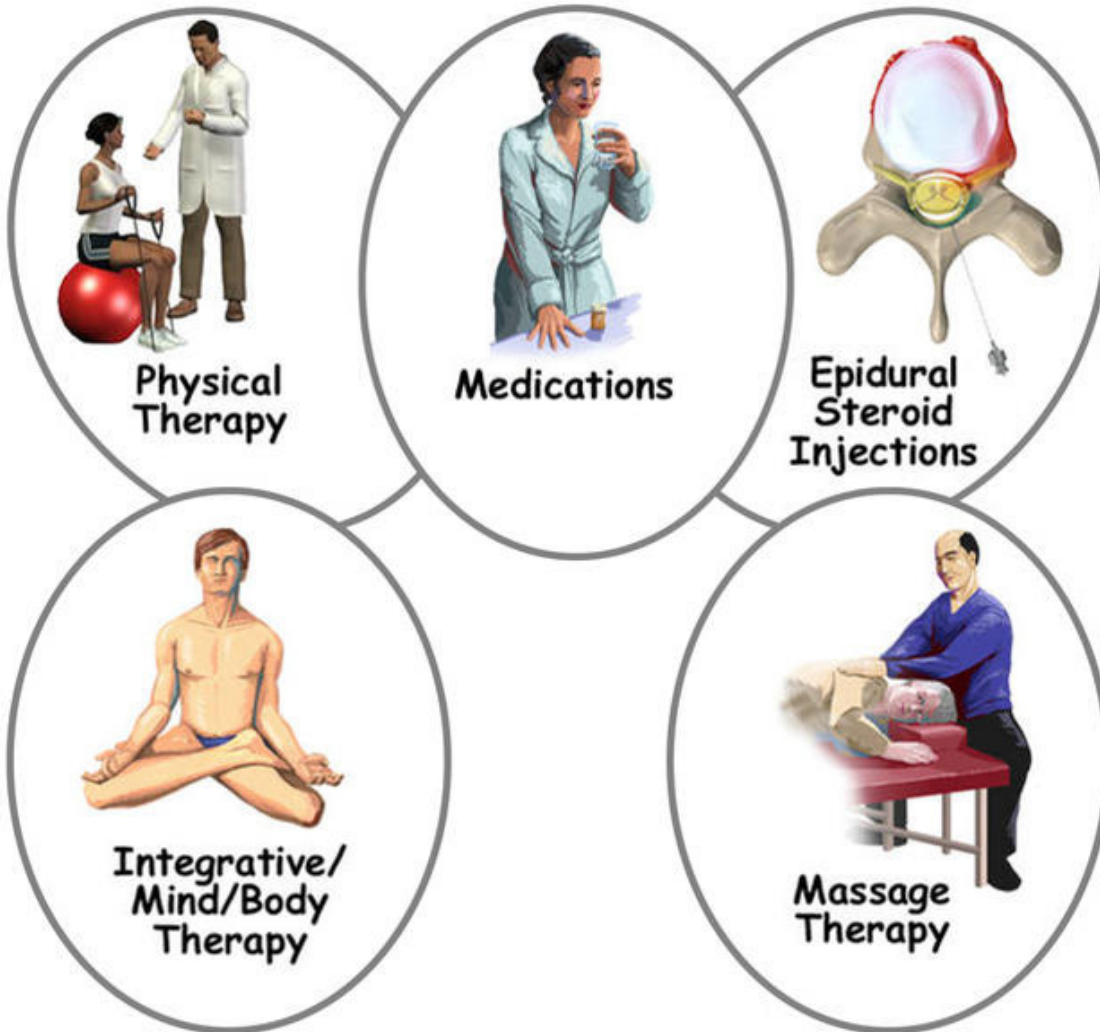 Physical
Therapy
Medications
Epidural
Steroid
Injections
Integrative/
Mind/Body
Therapy
Massage
Therapy